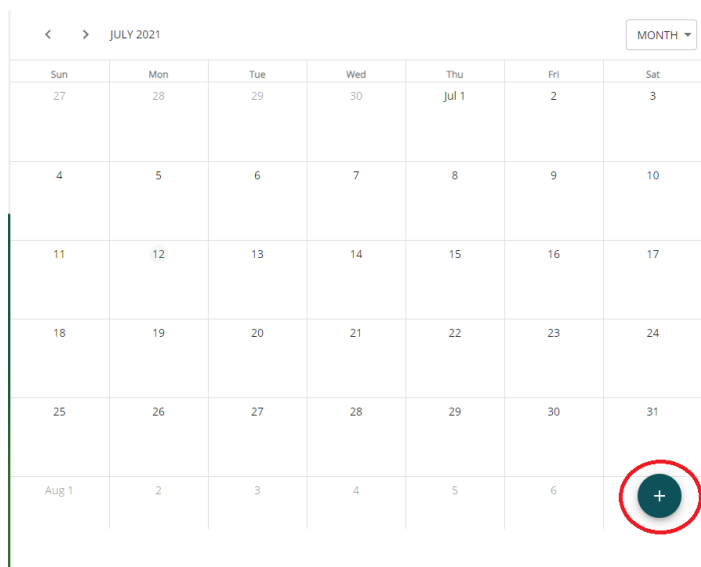 JULY 2021 MONTH
Sun Mon Tue Wed Thu Fri Sat
27 28 29 30 Jul 1 2 3
4 5 6 7 8 9 10
11 12 13 14 15 16 17
18 19 20 21 22 23 24
25 26 27 28 29 30 31
Aug 1 2 3 4 5 6 +